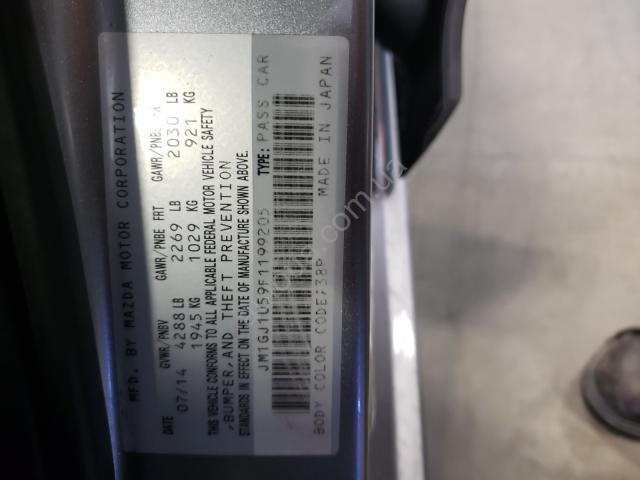 MFD. BY MAZDA MOTOR CORPORATION
DATE GVWR/PNBV GAWR/PNBE FRT GAWR/PNBE RR
07/14 4288 LB 2269 LB 2030 LB
1945 KG 1029 KG 921 KG
THIS VEHICLE CONFORMS TO ALL APPLICABLE FEDERAL MOTOR VEHICLE SAFETY
,BUMPER, AND THEFT PREVENTION
STANDARDS IN EFFECT ON THE DATE OF MANUFACTURE SHOWN ABOVE.
JM1GJ1U59F1199205 TYPE: PASS CAR
BODY COLOR CODE;38P MADE IN JAPAN